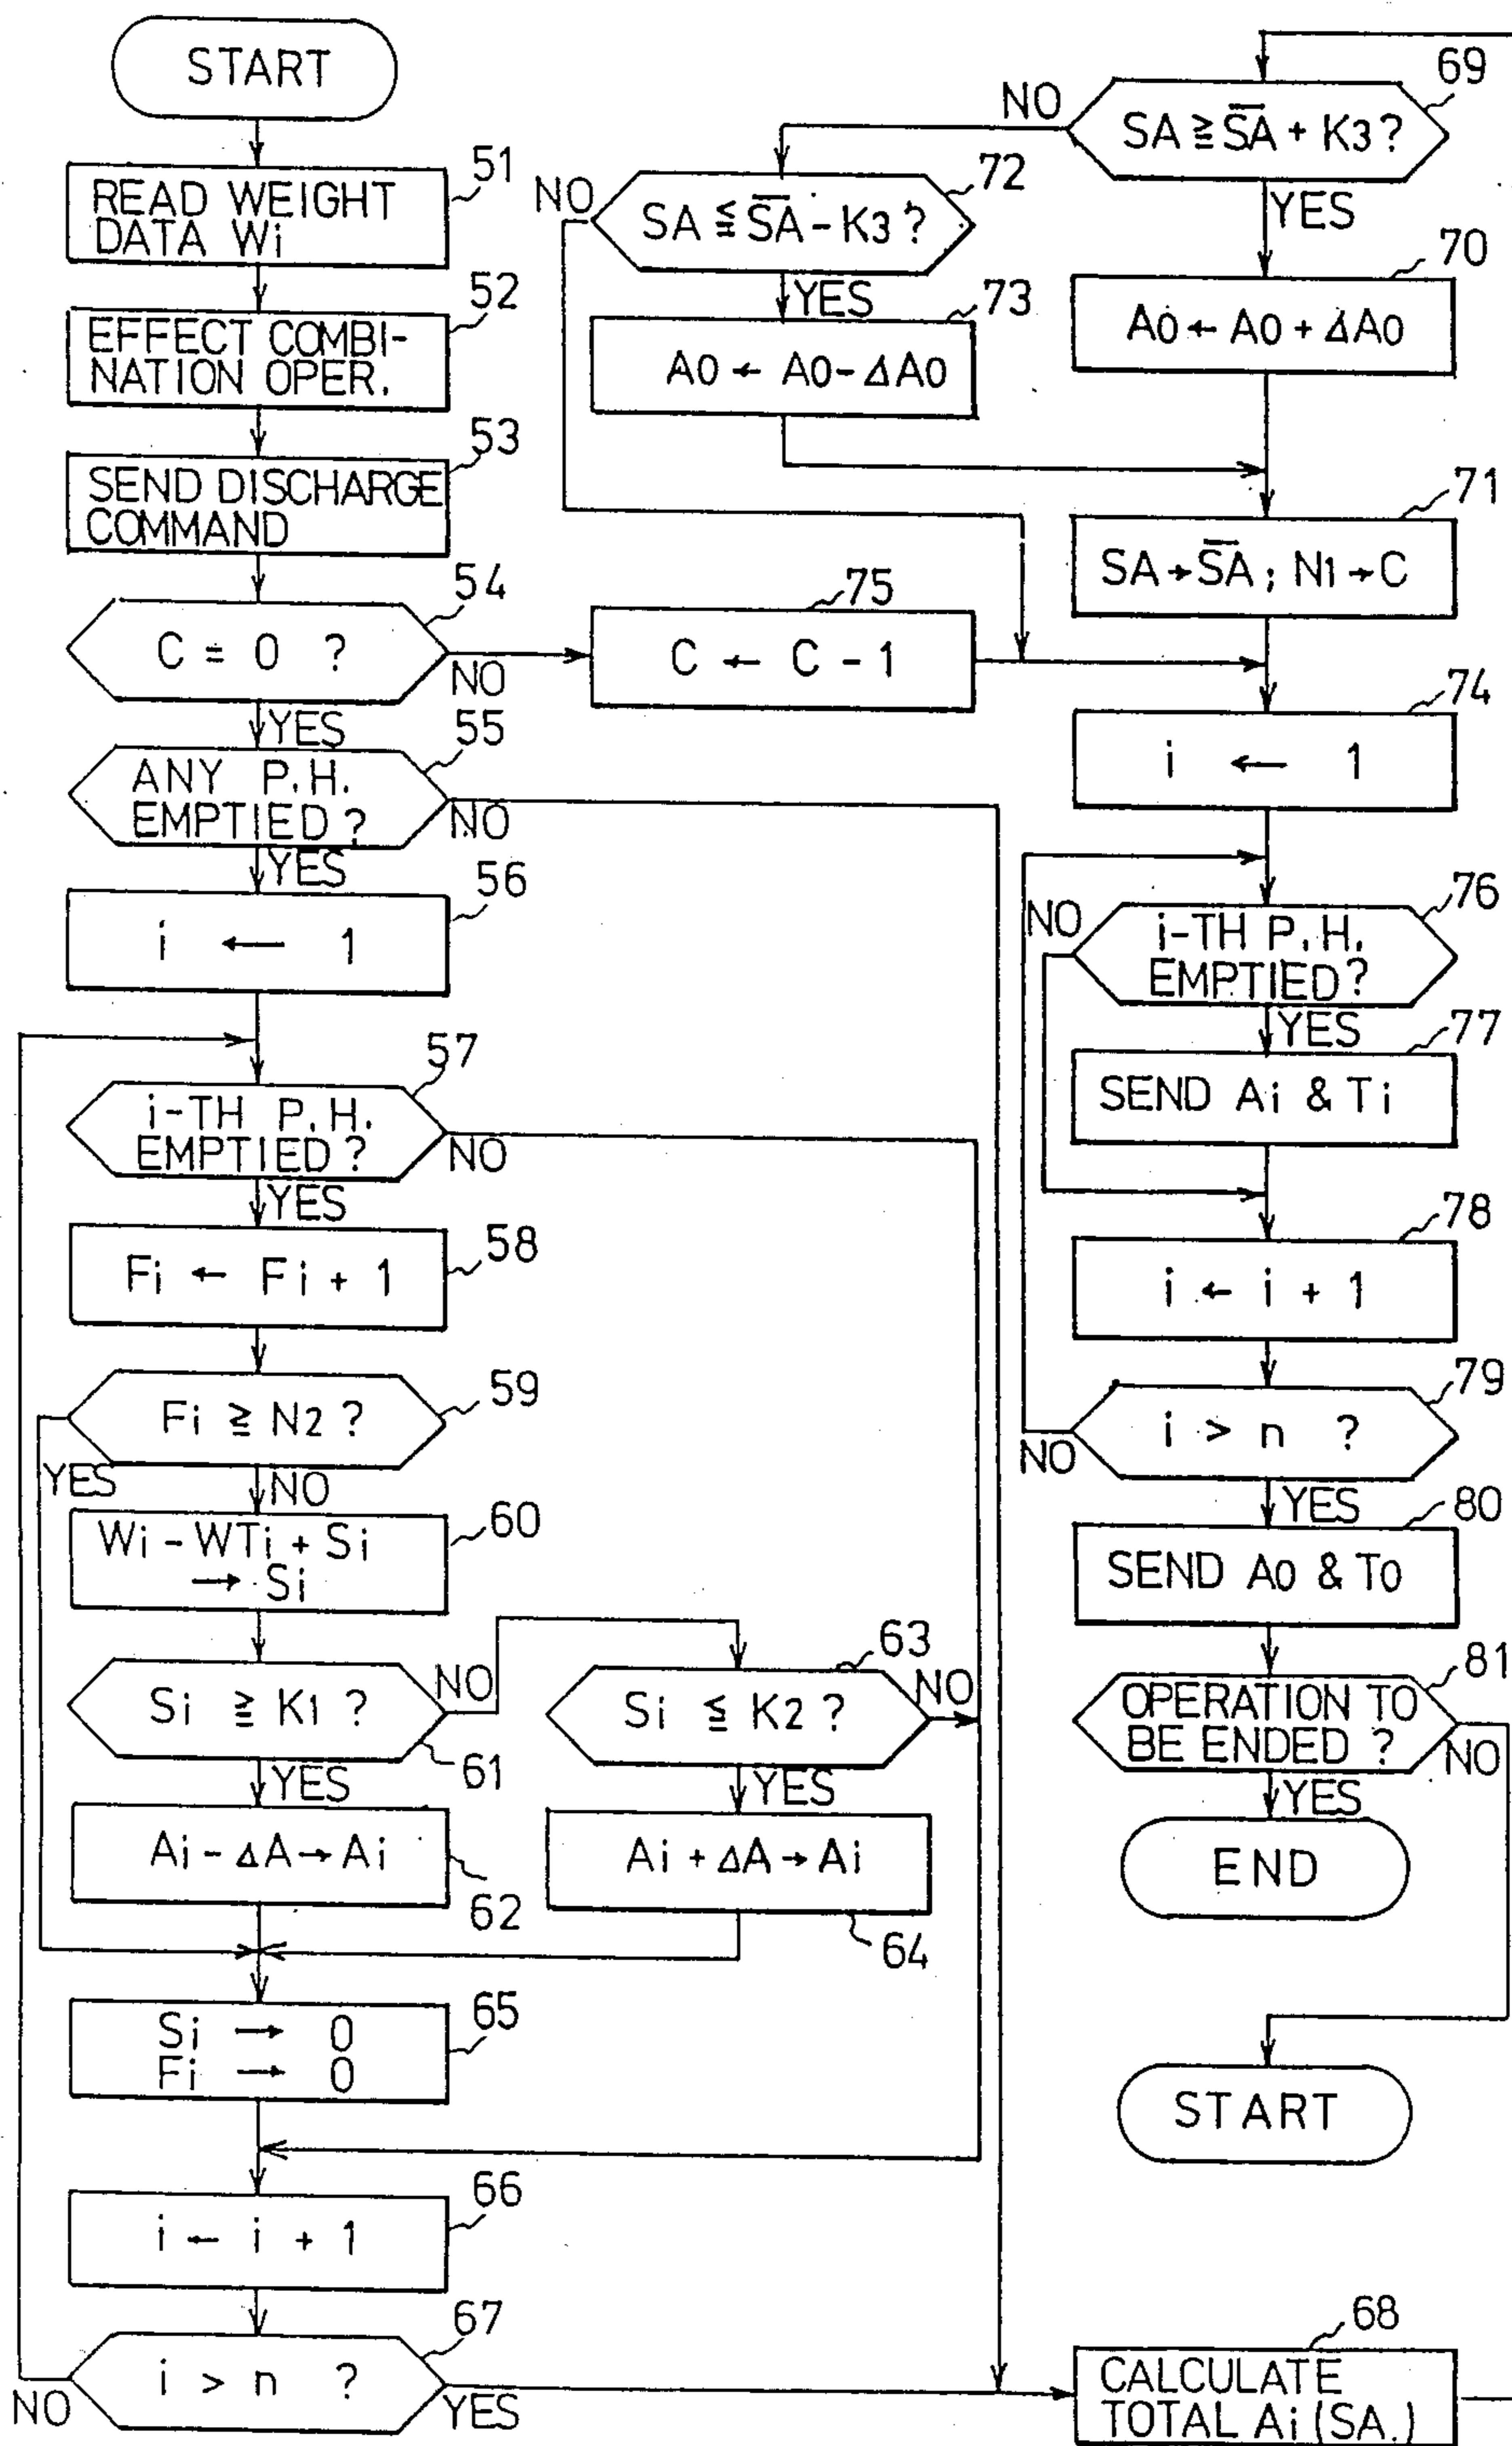 START
51
READ WEIGHT
DATA Wi
52
EFFECT COMBI-
NATION OPER.
53
SEND DISCHARGE
COMMAND
54
C = 0 ?
NO
YES
55
ANY P.H.
EMPTIED?
NO
YES
56
i ← 1
57
i-TH P.H.
EMPTIED?
NO
YES
58
Fi ← Fi + 1
59
Fi ≧ N2 ?
YES
NO
60
Wi - WTi + Si
→ Si
61
Si ≧ K1 ?
NO
YES
62
Ai - ΔA → Ai
63
Si ≦ K2 ?
NO
YES
64
Ai + ΔA → Ai
65
Si → 0
Fi → 0
66
i ← i + 1
67
i > n ?
NO
YES
68
CALCULATE
TOTAL Ai (SA.)
69
SA ≧ S̅A̅ + K3 ?
NO
YES
70
A0 ← A0 + ΔA0
72
SA ≦ S̅A̅ - K3 ?
NO
YES
73
A0 ← A0 - ΔA0
71
SA → S̅A̅ ; N1 → C
75
C ← C - 1
74
i ← 1
76
i-TH P.H.
EMPTIED?
NO
YES
77
SEND Ai & Ti
78
i ← i + 1
79
i > n ?
NO
YES
80
SEND A0 & T0
81
OPERATION TO
BE ENDED ?
NO
YES
END
START